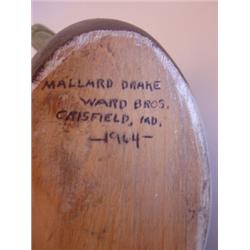 MALLARD DRAKE
WARD BROS.
CRISFIELD, MD.
-1964-